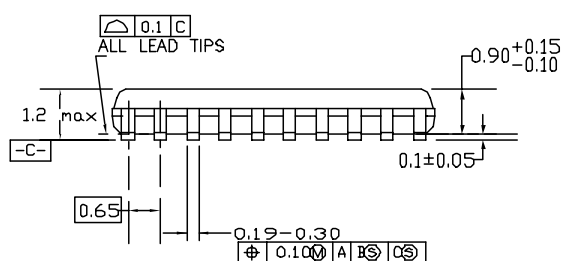 ⌓ 0.1 C
ALL LEAD TIPS
0.90 +0.15 -0.10
1.2 max
-C-
0.1±0.05
0.65
0.19-0.30
⌖ 0.10Ⓜ A BⓈ CⓈ